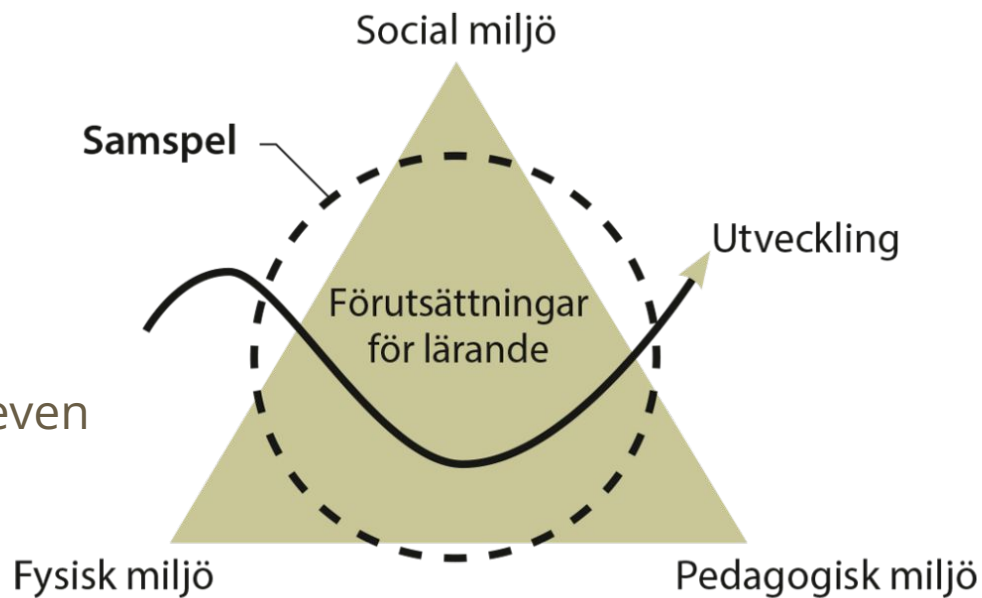 Social miljö
Samspel
Utveckling
Förutsättningar
för lärande
even
Fysisk miljö
Pedagogisk miljö